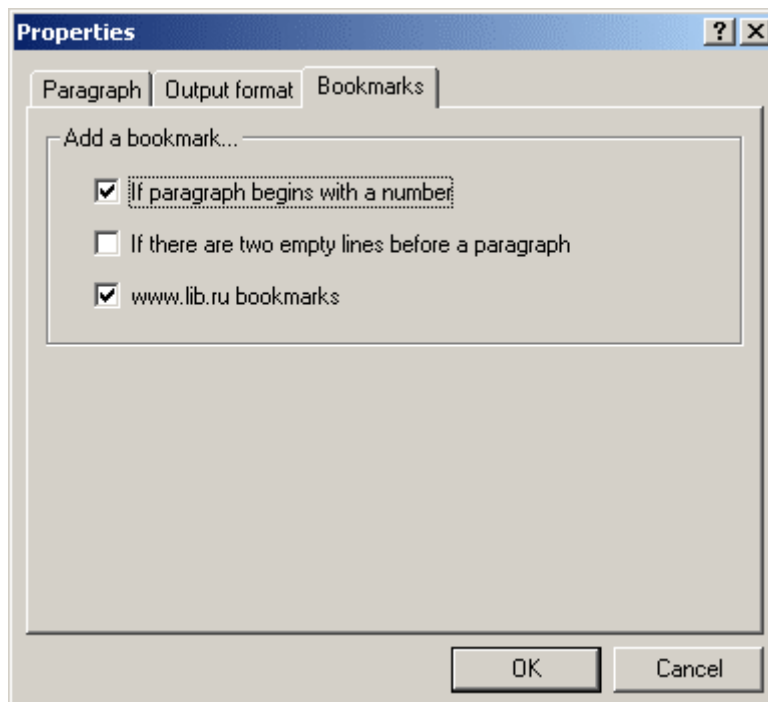 Properties
Paragraph Output format Bookmarks
Add a bookmark...
If paragraph begins with a number
If there are two empty lines before a paragraph
www.lib.ru bookmarks
OK Cancel